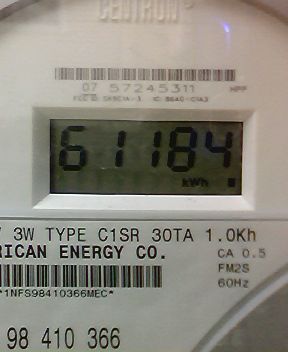 CENTRON
07 57245311 HPP
61184
kWh
3W TYPE C1SR 30TA 1.0Kh
RICAN ENERGY CO. CA 0.5
FM2S
60Hz
*1NFS98410366MEC*
98 410 366